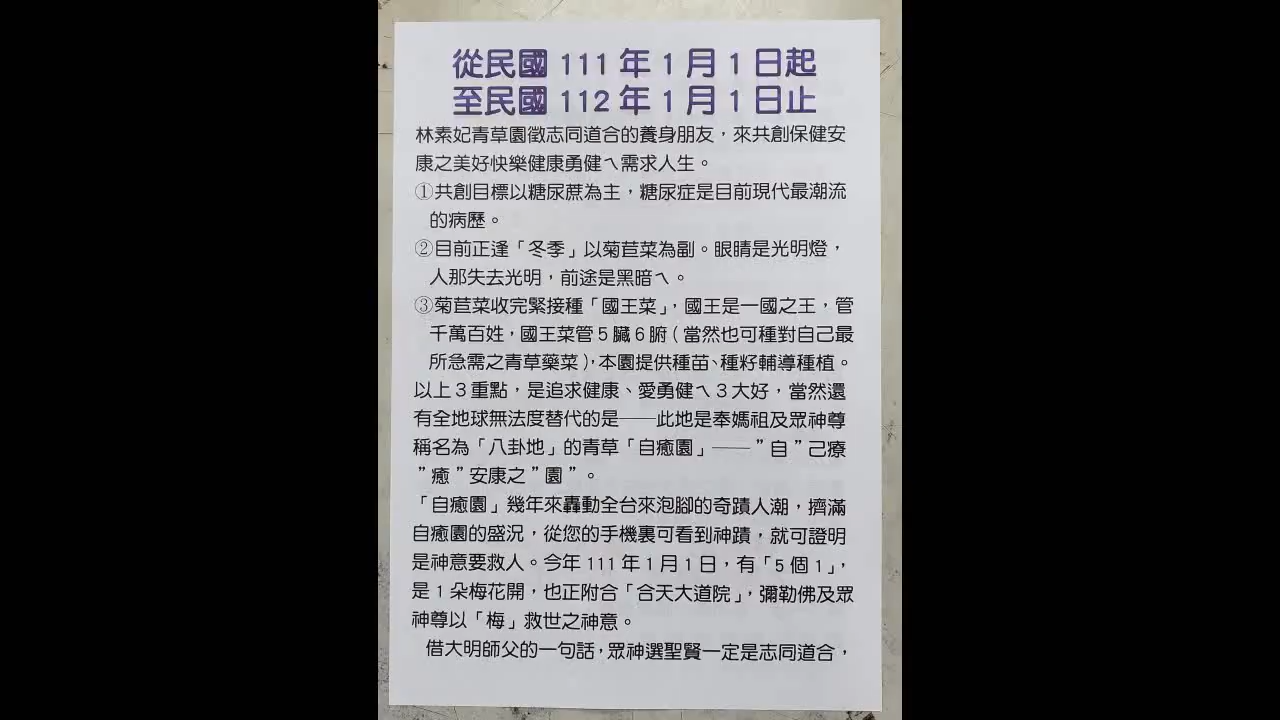 從民國 111 年 1 月 1 日起
至民國 112 年 1 月 1 日止
林素妃青草園徵志同道合的養身朋友，來共創保健安
康之美好快樂健康勇健ㄟ需求人生。
①共創目標以糖尿蔗為主，糖尿症是目前現代最潮流
的病歷。
②目前正逢「冬季」以菊苣菜為副。眼睛是光明燈，
人那失去光明，前途是黑暗ㄟ。
③菊苣菜收完緊接種「國王菜」，國王是一國之王，管
千萬百姓，國王菜管 5 臟 6 腑（當然也可種對自己最
所急需之青草藥菜），本園提供種苗、種籽輔導種植。
以上 3 重點，是追求健康、愛勇健ㄟ 3 大好，當然還
有全地球無法度替代的是──此地是奉媽祖及眾神尊
稱名為「八卦地」的青草「自癒園」──”自”己療
”癒”安康之”園”。
「自癒園」幾年來轟動全台來泡腳的奇蹟人潮，擠滿
自癒園的盛況，從您的手機裏可看到神蹟，就可證明
是神意要救人。今年 111 年 1 月 1 日，有「5 個 1」，
是 1 朵梅花開，也正附合「合天大道院」，彌勒佛及眾
神尊以「梅」救世之神意。
借大明師父的一句話，眾神選聖賢一定是志同道合，